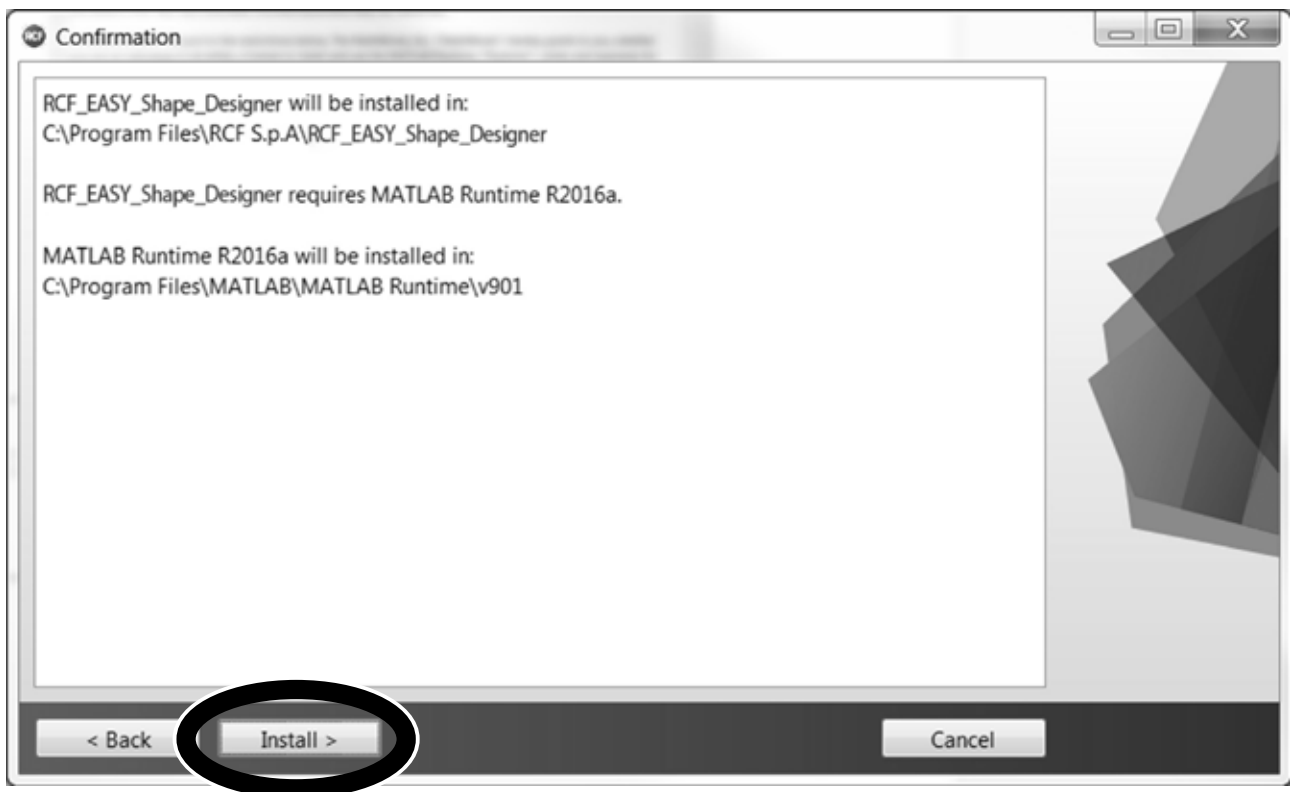 RCF
Confirmation
RCF_EASY_Shape_Designer will be installed in:
C:\Program Files\RCF S.p.A\RCF_EASY_Shape_Designer
RCF_EASY_Shape_Designer requires MATLAB Runtime R2016a.
MATLAB Runtime R2016a will be installed in:
C:\Program Files\MATLAB\MATLAB Runtime\v901
< Back
Install >
Cancel